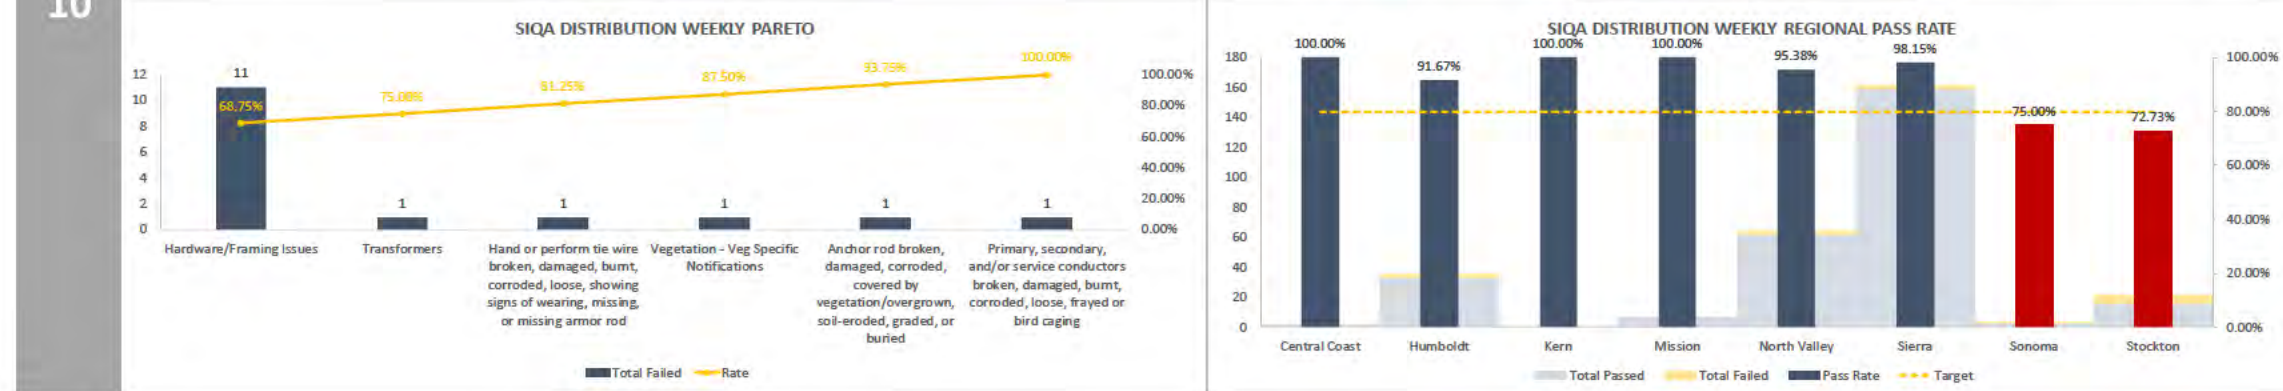 10
SIQA DISTRIBUTION WEEKLY PARETO
12
10
8
6
4
2
0
11
1
1
1
1
1
68.75%
75.00%
81.25%
87.50%
93.75%
100.00%
100.00%
80.00%
60.00%
40.00%
20.00%
0.00%
Hardware/Framing Issues
Transformers
Hand or perform tie wire
broken, damaged, burnt,
corroded, loose, showing
signs of wearing, missing,
or missing armor rod
Vegetation - Veg Specific
Notifications
Anchor rod broken,
damaged, corroded,
covered by
vegetation/overgrown,
soil-eroded, graded, or
buried
Primary, secondary,
and/or service conductors
broken, damaged, burnt,
corroded, loose, frayed or
bird caging
Total Failed
Rate
SIQA DISTRIBUTION WEEKLY REGIONAL PASS RATE
180
160
140
120
100
80
60
40
20
0
100.00%
91.67%
100.00%
100.00%
95.38%
98.15%
75.00%
72.73%
100.00%
80.00%
60.00%
40.00%
20.00%
0.00%
Central Coast
Humboldt
Kern
Mission
North Valley
Sierra
Sonoma
Stockton
Total Passed
Total Failed
Pass Rate
Target